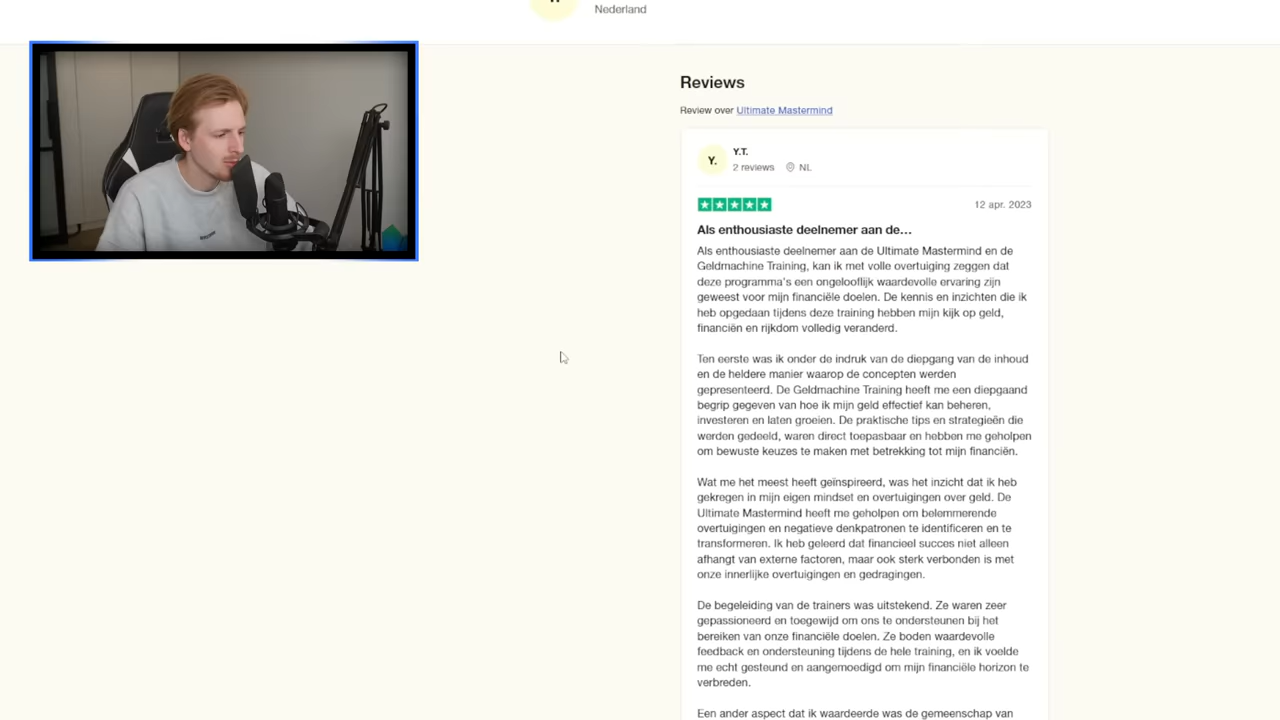 Nederland
Reviews
Review over Ultimate Mastermind
Y.
Y.T.
2 reviews NL
12 apr. 2023
Als enthousiaste deelnemer aan de…
Als enthousiaste deelnemer aan de Ultimate Mastermind en de
Geldmachine Training, kan ik met volle overtuiging zeggen dat
deze programma's een ongelooflijk waardevolle ervaring zijn
geweest voor mijn financiële doelen. De kennis en inzichten die ik
heb opgedaan tijdens deze training hebben mijn kijk op geld,
financiën en rijkdom volledig veranderd.
Ten eerste was ik onder de indruk van de diepgang van de inhoud
en de heldere manier waarop de concepten werden
gepresenteerd. De Geldmachine Training heeft me een diepgaand
begrip gegeven van hoe ik mijn geld effectief kan beheren,
investeren en laten groeien. De praktische tips en strategieën die
werden gedeeld, waren direct toepasbaar en hebben me geholpen
om bewuste keuzes te maken met betrekking tot mijn financiën.
Wat me het meest heeft geïnspireerd, was het inzicht dat ik heb
gekregen in mijn eigen mindset en overtuigingen over geld. De
Ultimate Mastermind heeft me geholpen om belemmerende
overtuigingen en negatieve denkpatronen te identificeren en te
transformeren. Ik heb geleerd dat financieel succes niet alleen
afhangt van externe factoren, maar ook sterk verbonden is met
onze innerlijke overtuigingen en gedragingen.
De begeleiding van de trainers was uitstekend. Ze waren zeer
gepassioneerd en toegewijd om ons te ondersteunen bij het
bereiken van onze financiële doelen. Ze boden waardevolle
feedback en ondersteuning tijdens de hele training, en ik voelde
me echt gesteund en aangemoedigd om mijn financiële horizon te
verbreden.
Een ander aspect dat ik waardeerde was de gemeenschap van